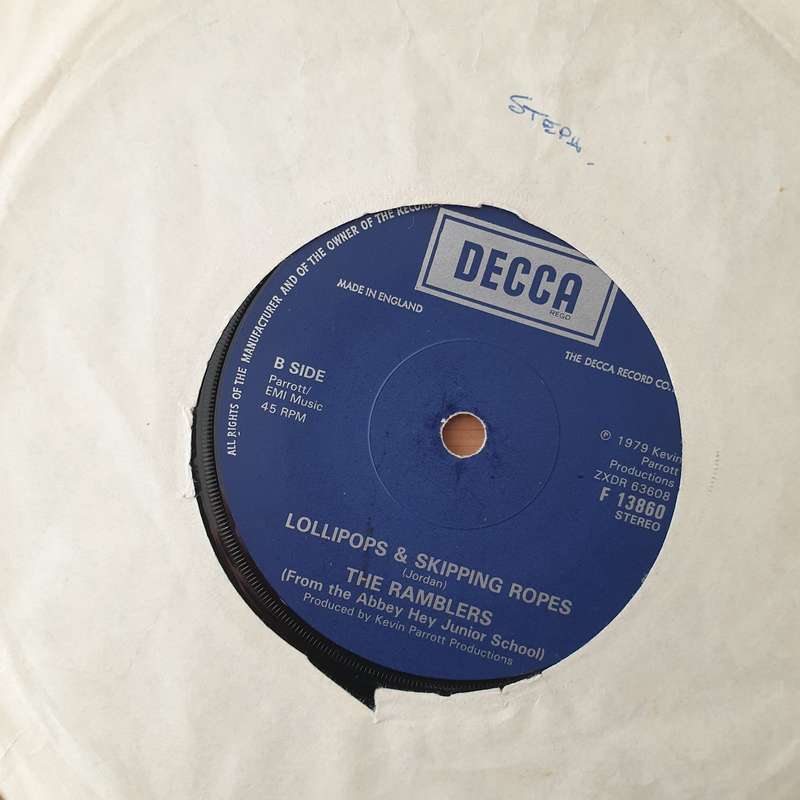 STEPH
ALL RIGHTS OF THE MANUFACTURER AND OF THE OWNER OF THE RECORD
DECCA
REGD
MADE IN ENGLAND
THE DECCA RECORD CO.
B SIDE
Parrott/
EMI Music
45 RPM
℗ 1979 Kevin
Parrott
Productions
ZXDR 63608
F 13860
STEREO
LOLLIPOPS & SKIPPING ROPES
(Jordan)
THE RAMBLERS
(From the Abbey Hey Junior School)
Produced by Kevin Parrott Productions